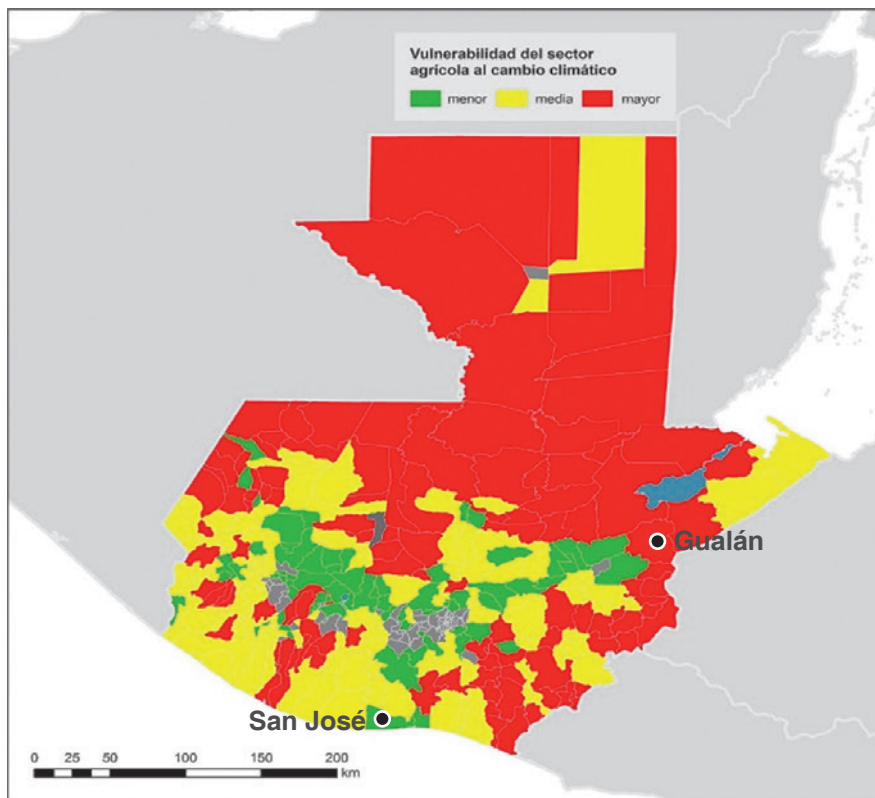 Vulnerabilidad del sector
agrícola al cambio climático
menor media mayor
Gualán
San José
0 25 50 100 150 200
km